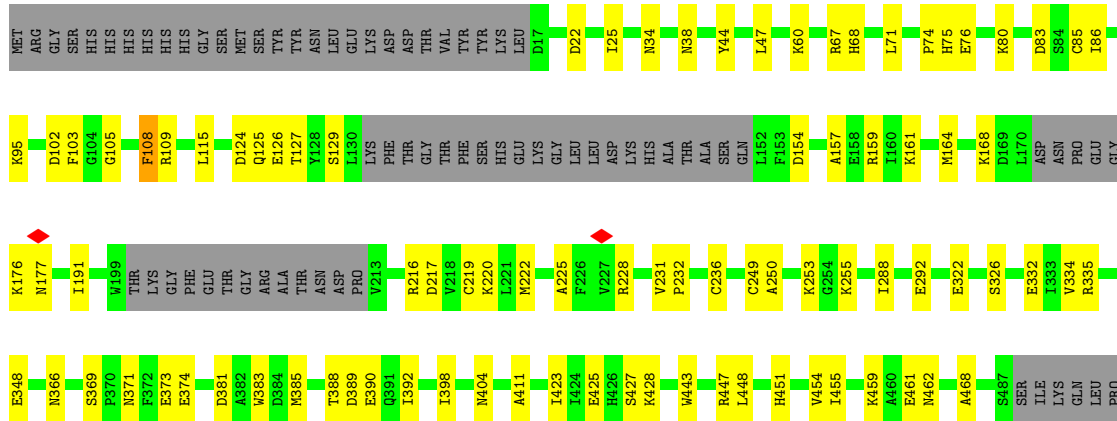 MET ARG GLY SER HIS HIS HIS HIS HIS HIS GLY SER MET SER TYR TYR ASN LEU GLU LYS ASP ASP THR VAL TYR TYR LYS LEU D17 D22 I25 N34 N38 Y44 L47 K60 R67 H68 L71 P74 H75 E76 K80 D83 S84 C85 I86
K95 D102 F103 G104 G105 F108 R109 L115 D124 Q125 E126 T127 Y128 S129 L130 LYS PHE THR GLY THR PHE SER HIS GLU LYS GLY LEU LEU ASP LYS HIS ALA THR ALA SER GLN L152 F153 D154 A157 E158 R159 I160 K161 M164 K168 D169 L170 ASP ASN PRO GLU GLY
K176 N177 I191 W199 THR LYS GLY PHE GLU THR GLY ARG ALA THR ASN ASP PRO V213 R216 D217 V218 C219 K220 L221 M222 A225 F226 V227 R228 V231 P232 C236 C249 A250 K253 G254 K255 I288 E292 E322 S326 E332 I333 V334 R335
E348 N366 S369 P370 N371 F372 E373 E374 D381 A382 W383 D384 M385 T388 D389 E390 Q391 I392 I398 N404 A411 I423 I424 E425 H426 S427 K428 W443 R447 L448 H451 V454 I455 K459 A460 E461 N462 A468 S487 SER ILE LYS GLN LEU PRO